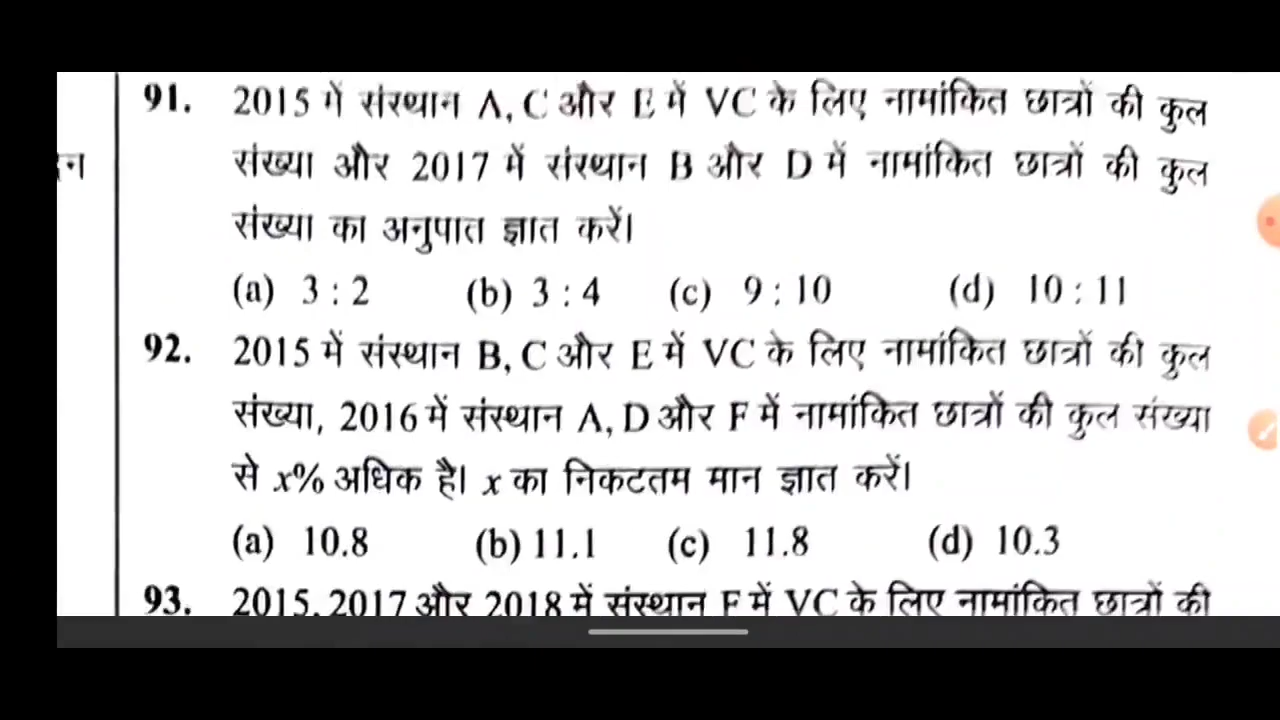 91. 2015 में संस्थान A, C और E में VC के लिए नामांकित छात्रों की कुल
संख्या और 2017 में संस्थान B और D में नामांकित छात्रों की कुल
संख्या का अनुपात ज्ञात करें।
(a) 3 : 2 (b) 3 : 4 (c) 9 : 10 (d) 10 : 11
92. 2015 में संस्थान B, C और E में VC के लिए नामांकित छात्रों की कुल
संख्या, 2016 में संस्थान A, D और F में नामांकित छात्रों की कुल संख्या
से x% अधिक है। x का निकटतम मान ज्ञात करें।
(a) 10.8 (b) 11.1 (c) 11.8 (d) 10.3
93. 2015, 2017 और 2018 में संस्थान F में VC के लिए नामांकित छात्रों की